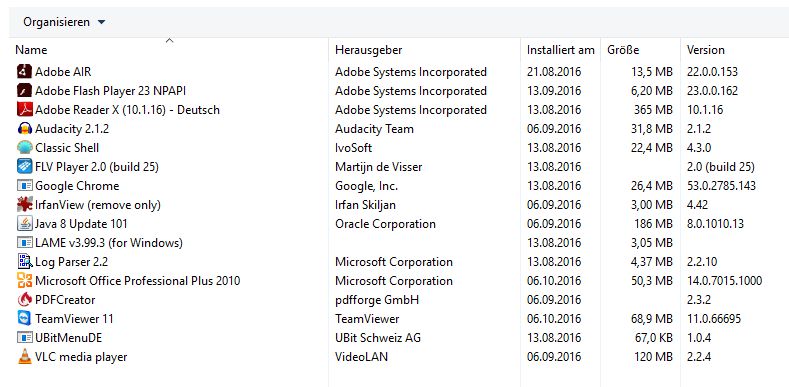 Organisieren
Name Herausgeber Installiert am Größe Version
Adobe AIR Adobe Systems Incorporated 21.08.2016 13,5 MB 22.0.0.153
Adobe Flash Player 23 NPAPI Adobe Systems Incorporated 13.09.2016 6,20 MB 23.0.0.162
Adobe Reader X (10.1.16) - Deutsch Adobe Systems Incorporated 13.08.2016 365 MB 10.1.16
Audacity 2.1.2 Audacity Team 06.09.2016 31,8 MB 2.1.2
Classic Shell IvoSoft 13.08.2016 22,4 MB 4.3.0
FLV Player 2.0 (build 25) Martijn de Visser 13.08.2016 2.0 (build 25)
Google Chrome Google, Inc. 13.08.2016 26,4 MB 53.0.2785.143
IrfanView (remove only) Irfan Skiljan 06.09.2016 3,00 MB 4.42
Java 8 Update 101 Oracle Corporation 06.09.2016 186 MB 8.0.1010.13
LAME v3.99.3 (for Windows) 13.08.2016 3,05 MB
Log Parser 2.2 Microsoft Corporation 13.08.2016 4,37 MB 2.2.10
Microsoft Office Professional Plus 2010 Microsoft Corporation 06.10.2016 50,3 MB 14.0.7015.1000
PDFCreator pdfforge GmbH 06.09.2016 2.3.2
TeamViewer 11 TeamViewer 06.10.2016 68,9 MB 11.0.66695
UBitMenuDE UBit Schweiz AG 13.08.2016 67,0 KB 1.0.4
VLC media player VideoLAN 06.09.2016 120 MB 2.2.4